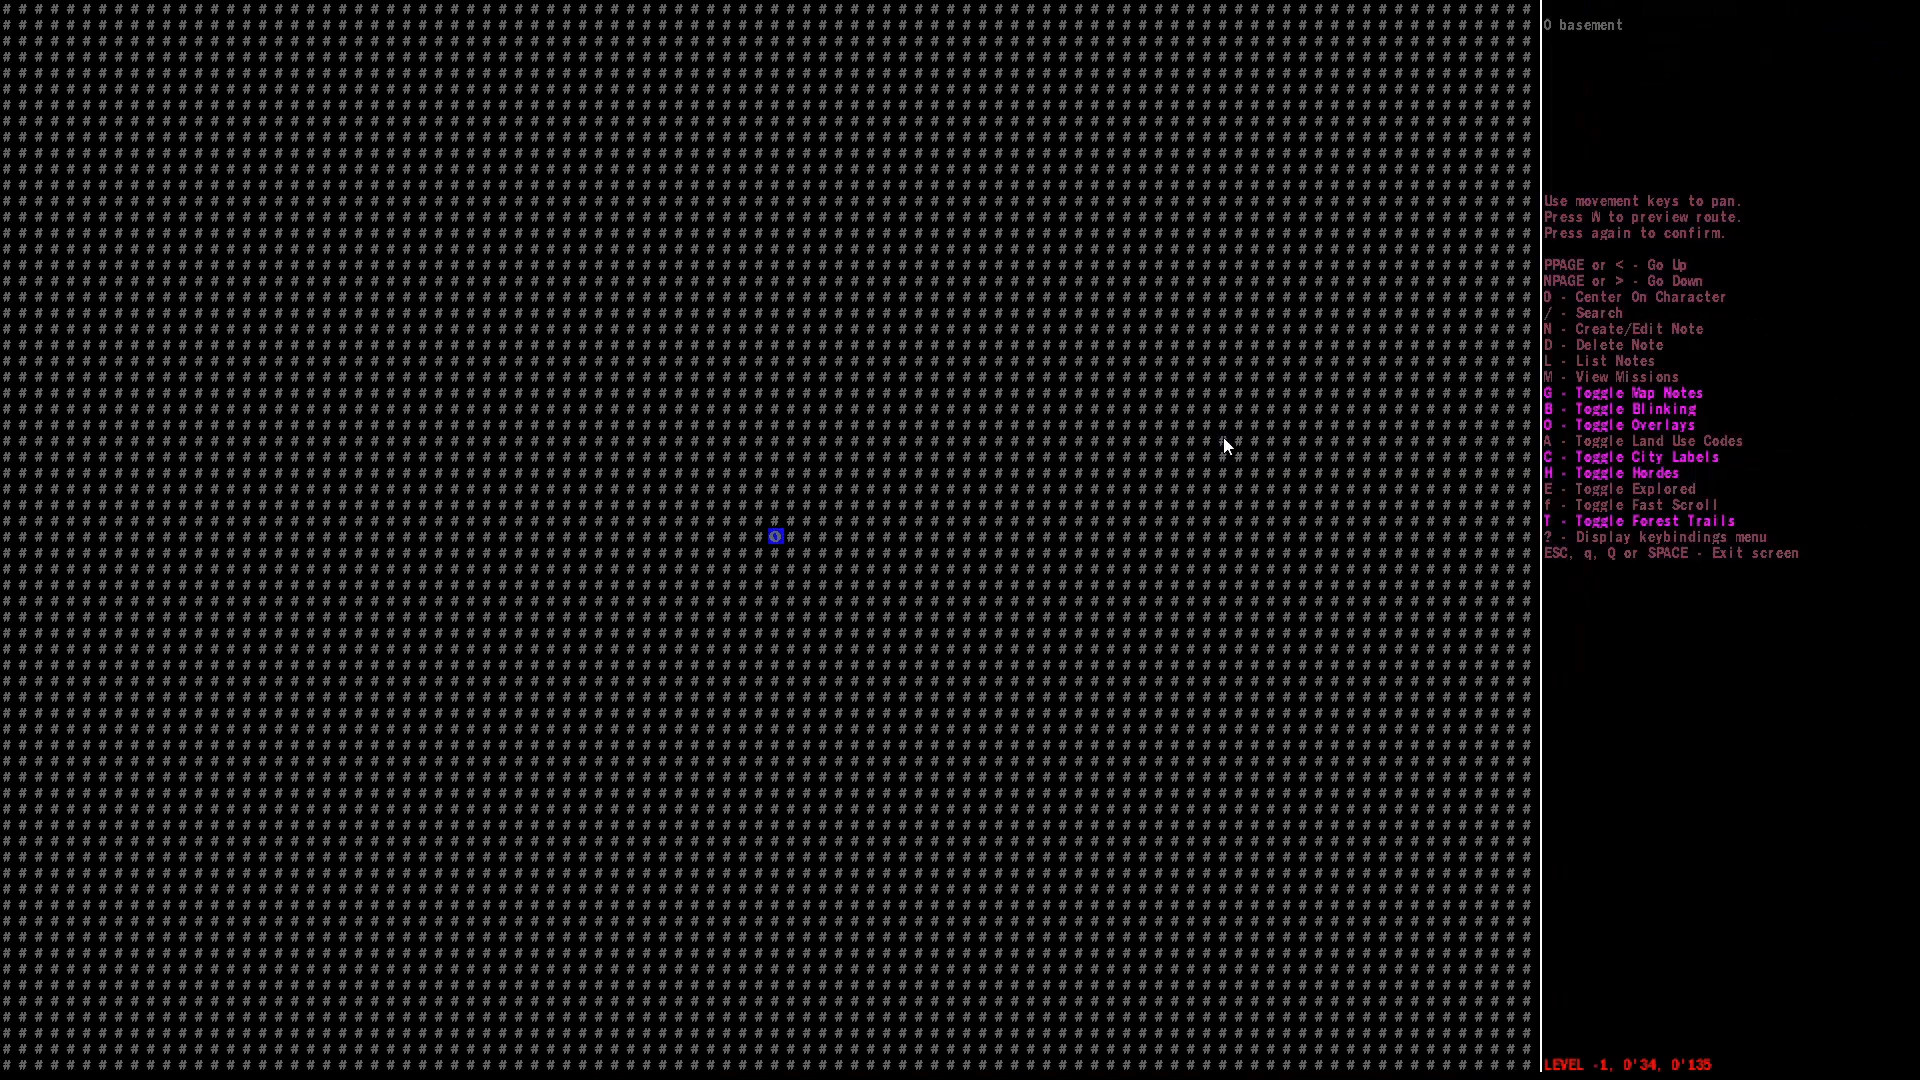 O basement
Use movement keys to pan.
Press W to preview route.
Press again to confirm.
PPAGE or < - Go Up
NPAGE or > - Go Down
0 - Center On Character
/ - Search
N - Create/Edit Note
D - Delete Note
L - List Notes
M - View Missions
G - Toggle Map Notes
B - Toggle Blinking
O - Toggle Overlays
A - Toggle Land Use Codes
C - Toggle City Labels
H - Toggle Hordes
E - Toggle Explored
f - Toggle Fast Scroll
T - Toggle Forest Trails
? - Display keybindings menu
ESC, q, Q or SPACE - Exit screen
LEVEL -1, 0'34, 0'135